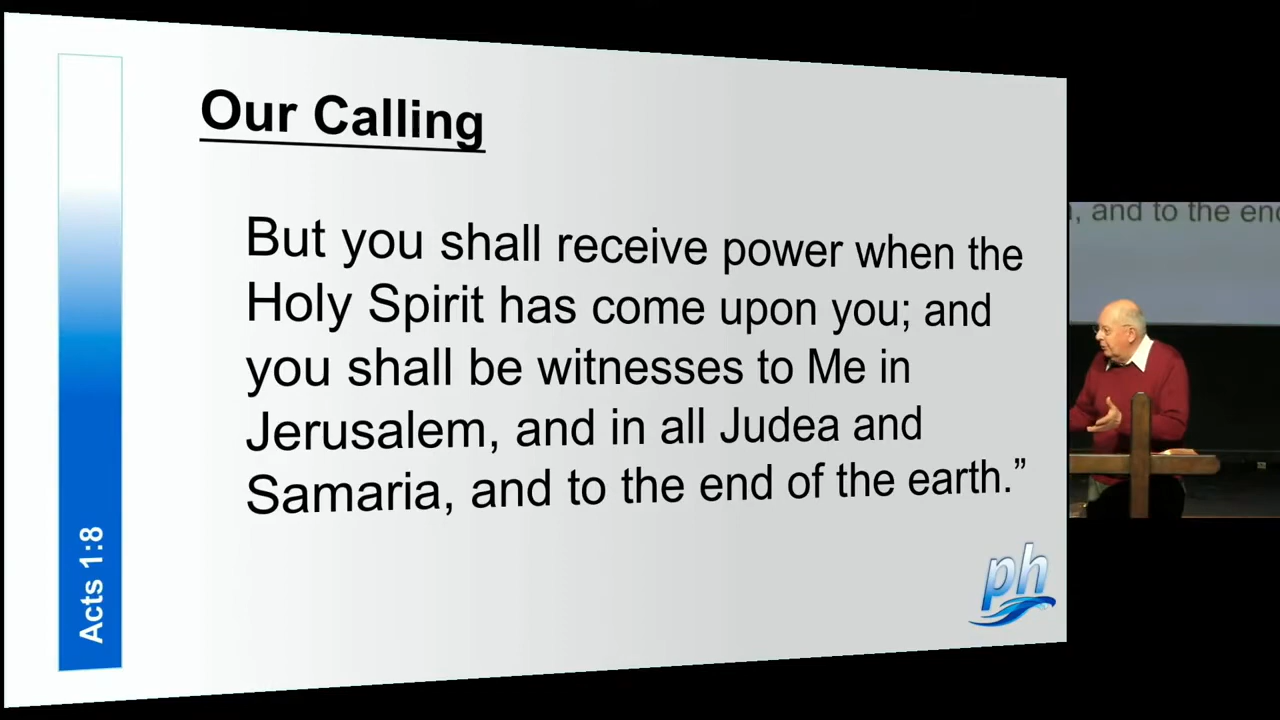 Our Calling
But you shall receive power when the
Holy Spirit has come upon you; and
you shall be witnesses to Me in
Jerusalem, and in all Judea and
Samaria, and to the end of the earth.”
Acts 1:8
ph
, and to the end